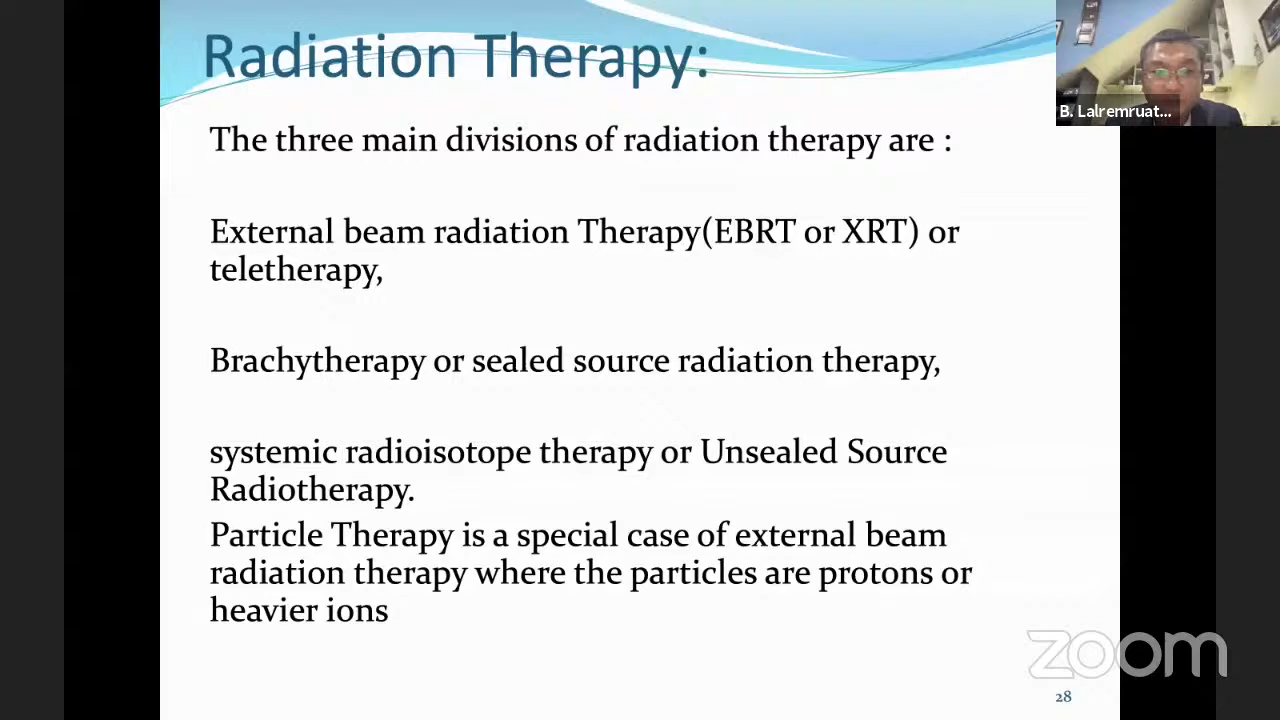 Radiation Therapy:
B. Lalremruat...
The three main divisions of radiation therapy are :
External beam radiation Therapy(EBRT or XRT) or
teletherapy,
Brachytherapy or sealed source radiation therapy,
systemic radioisotope therapy or Unsealed Source
Radiotherapy.
Particle Therapy is a special case of external beam
radiation therapy where the particles are protons or
heavier ions
zoom
28